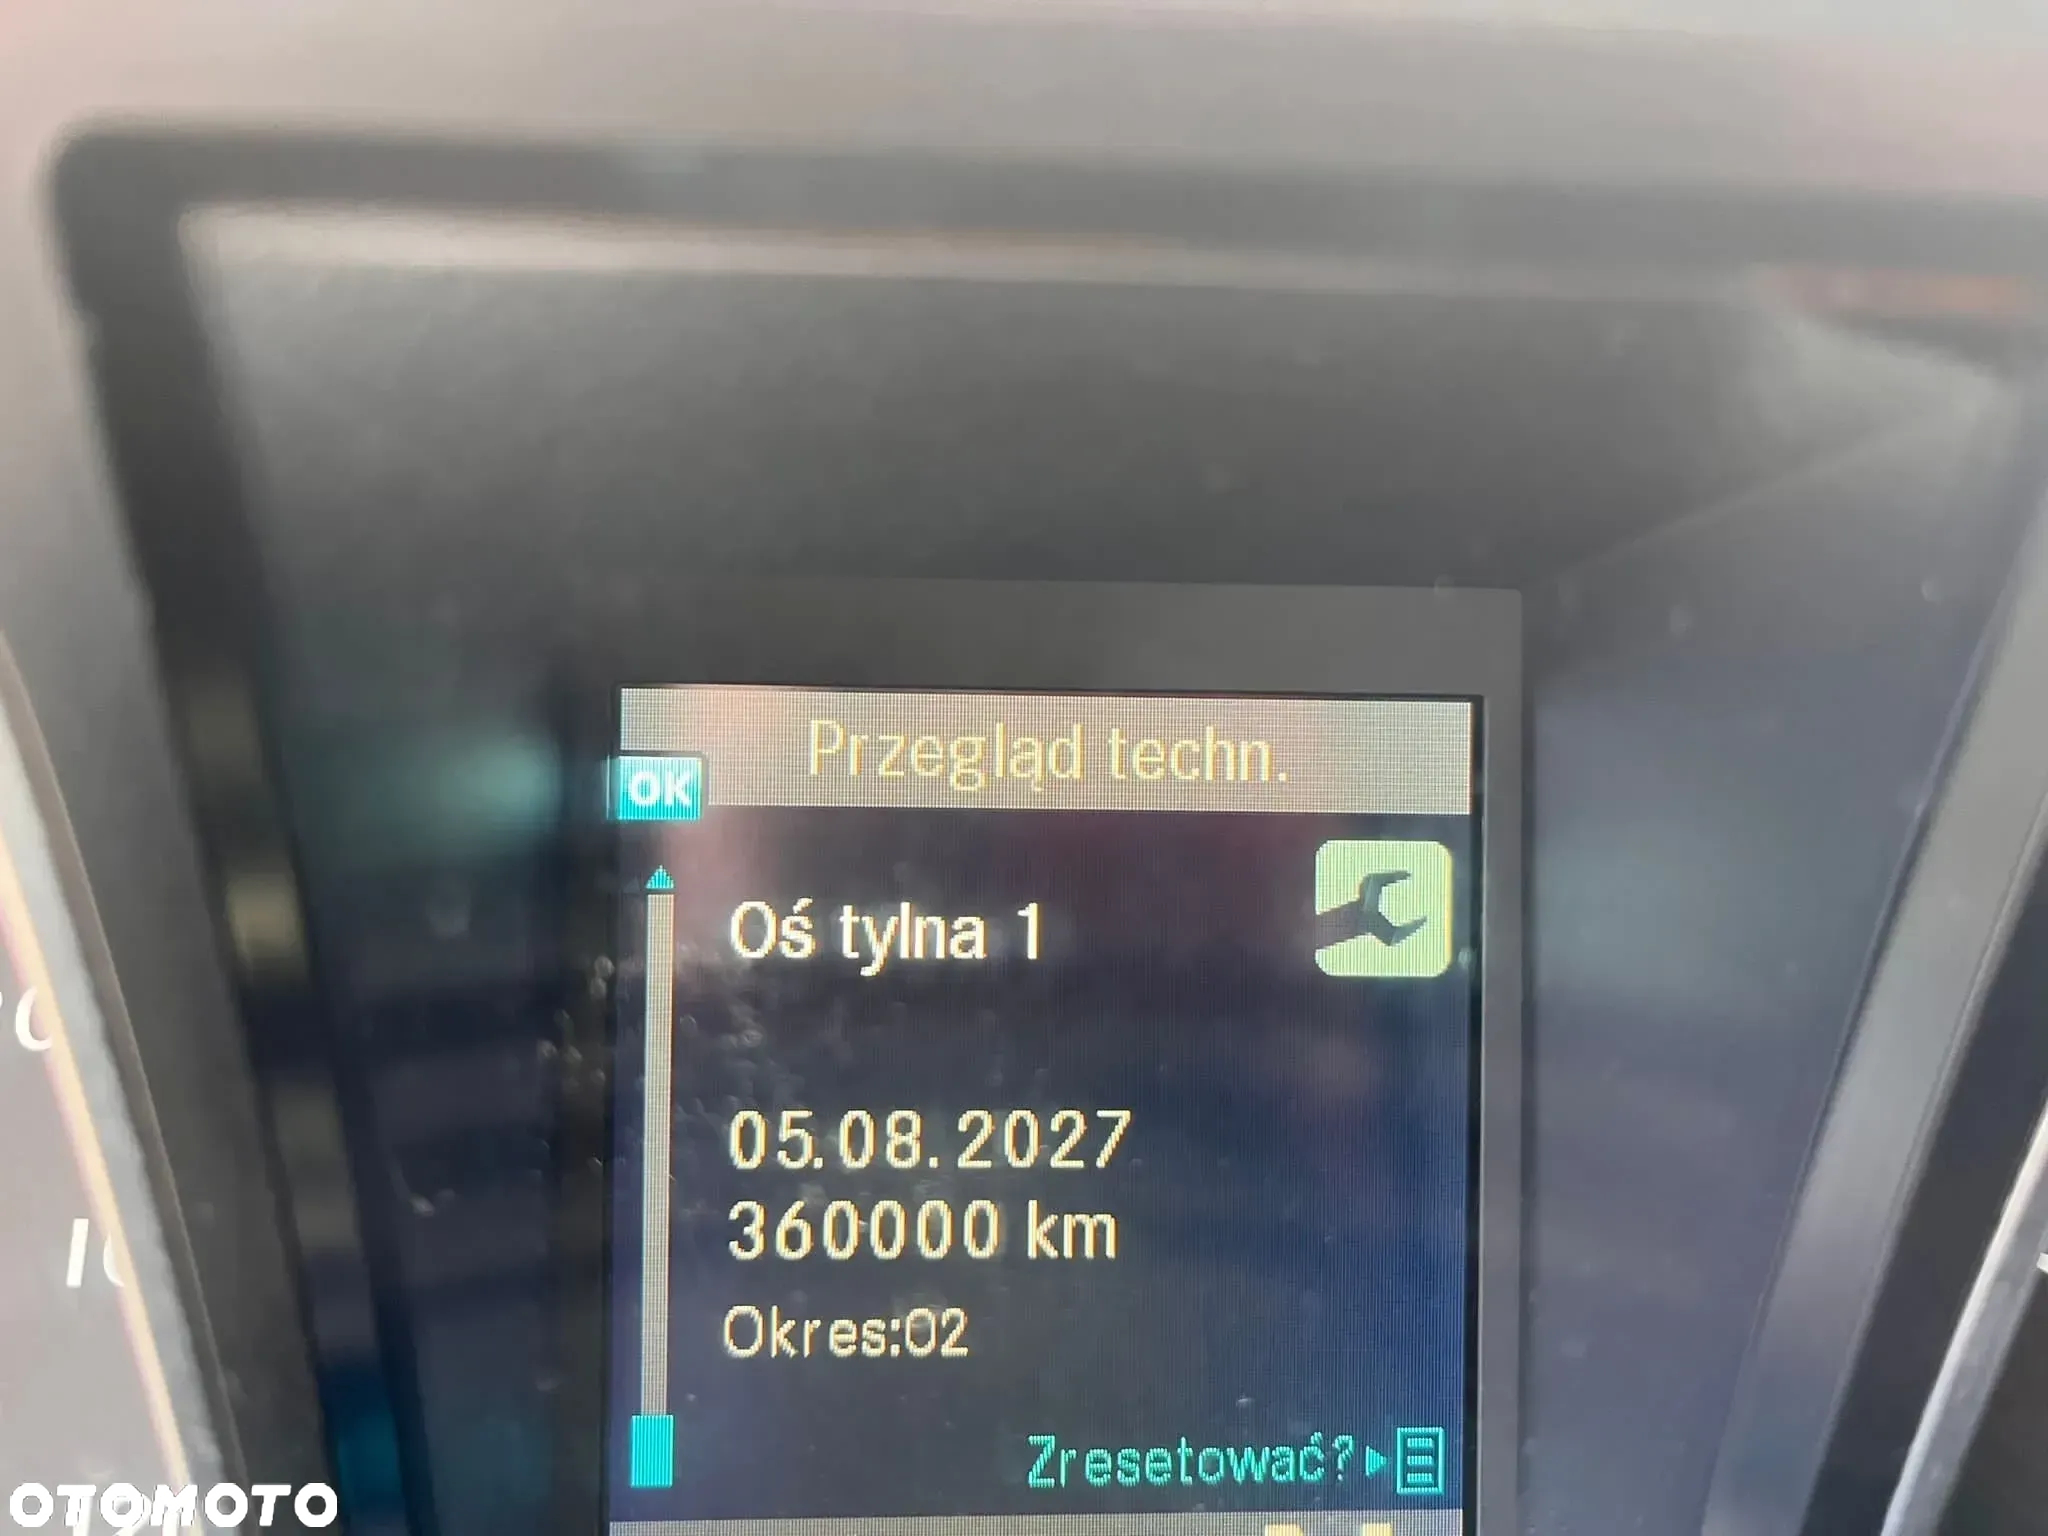 Przegląd techn.
OK
Oś tylna 1
05.08.2027
360000 km
Okres:02
Zresetować?
OTOMOTO